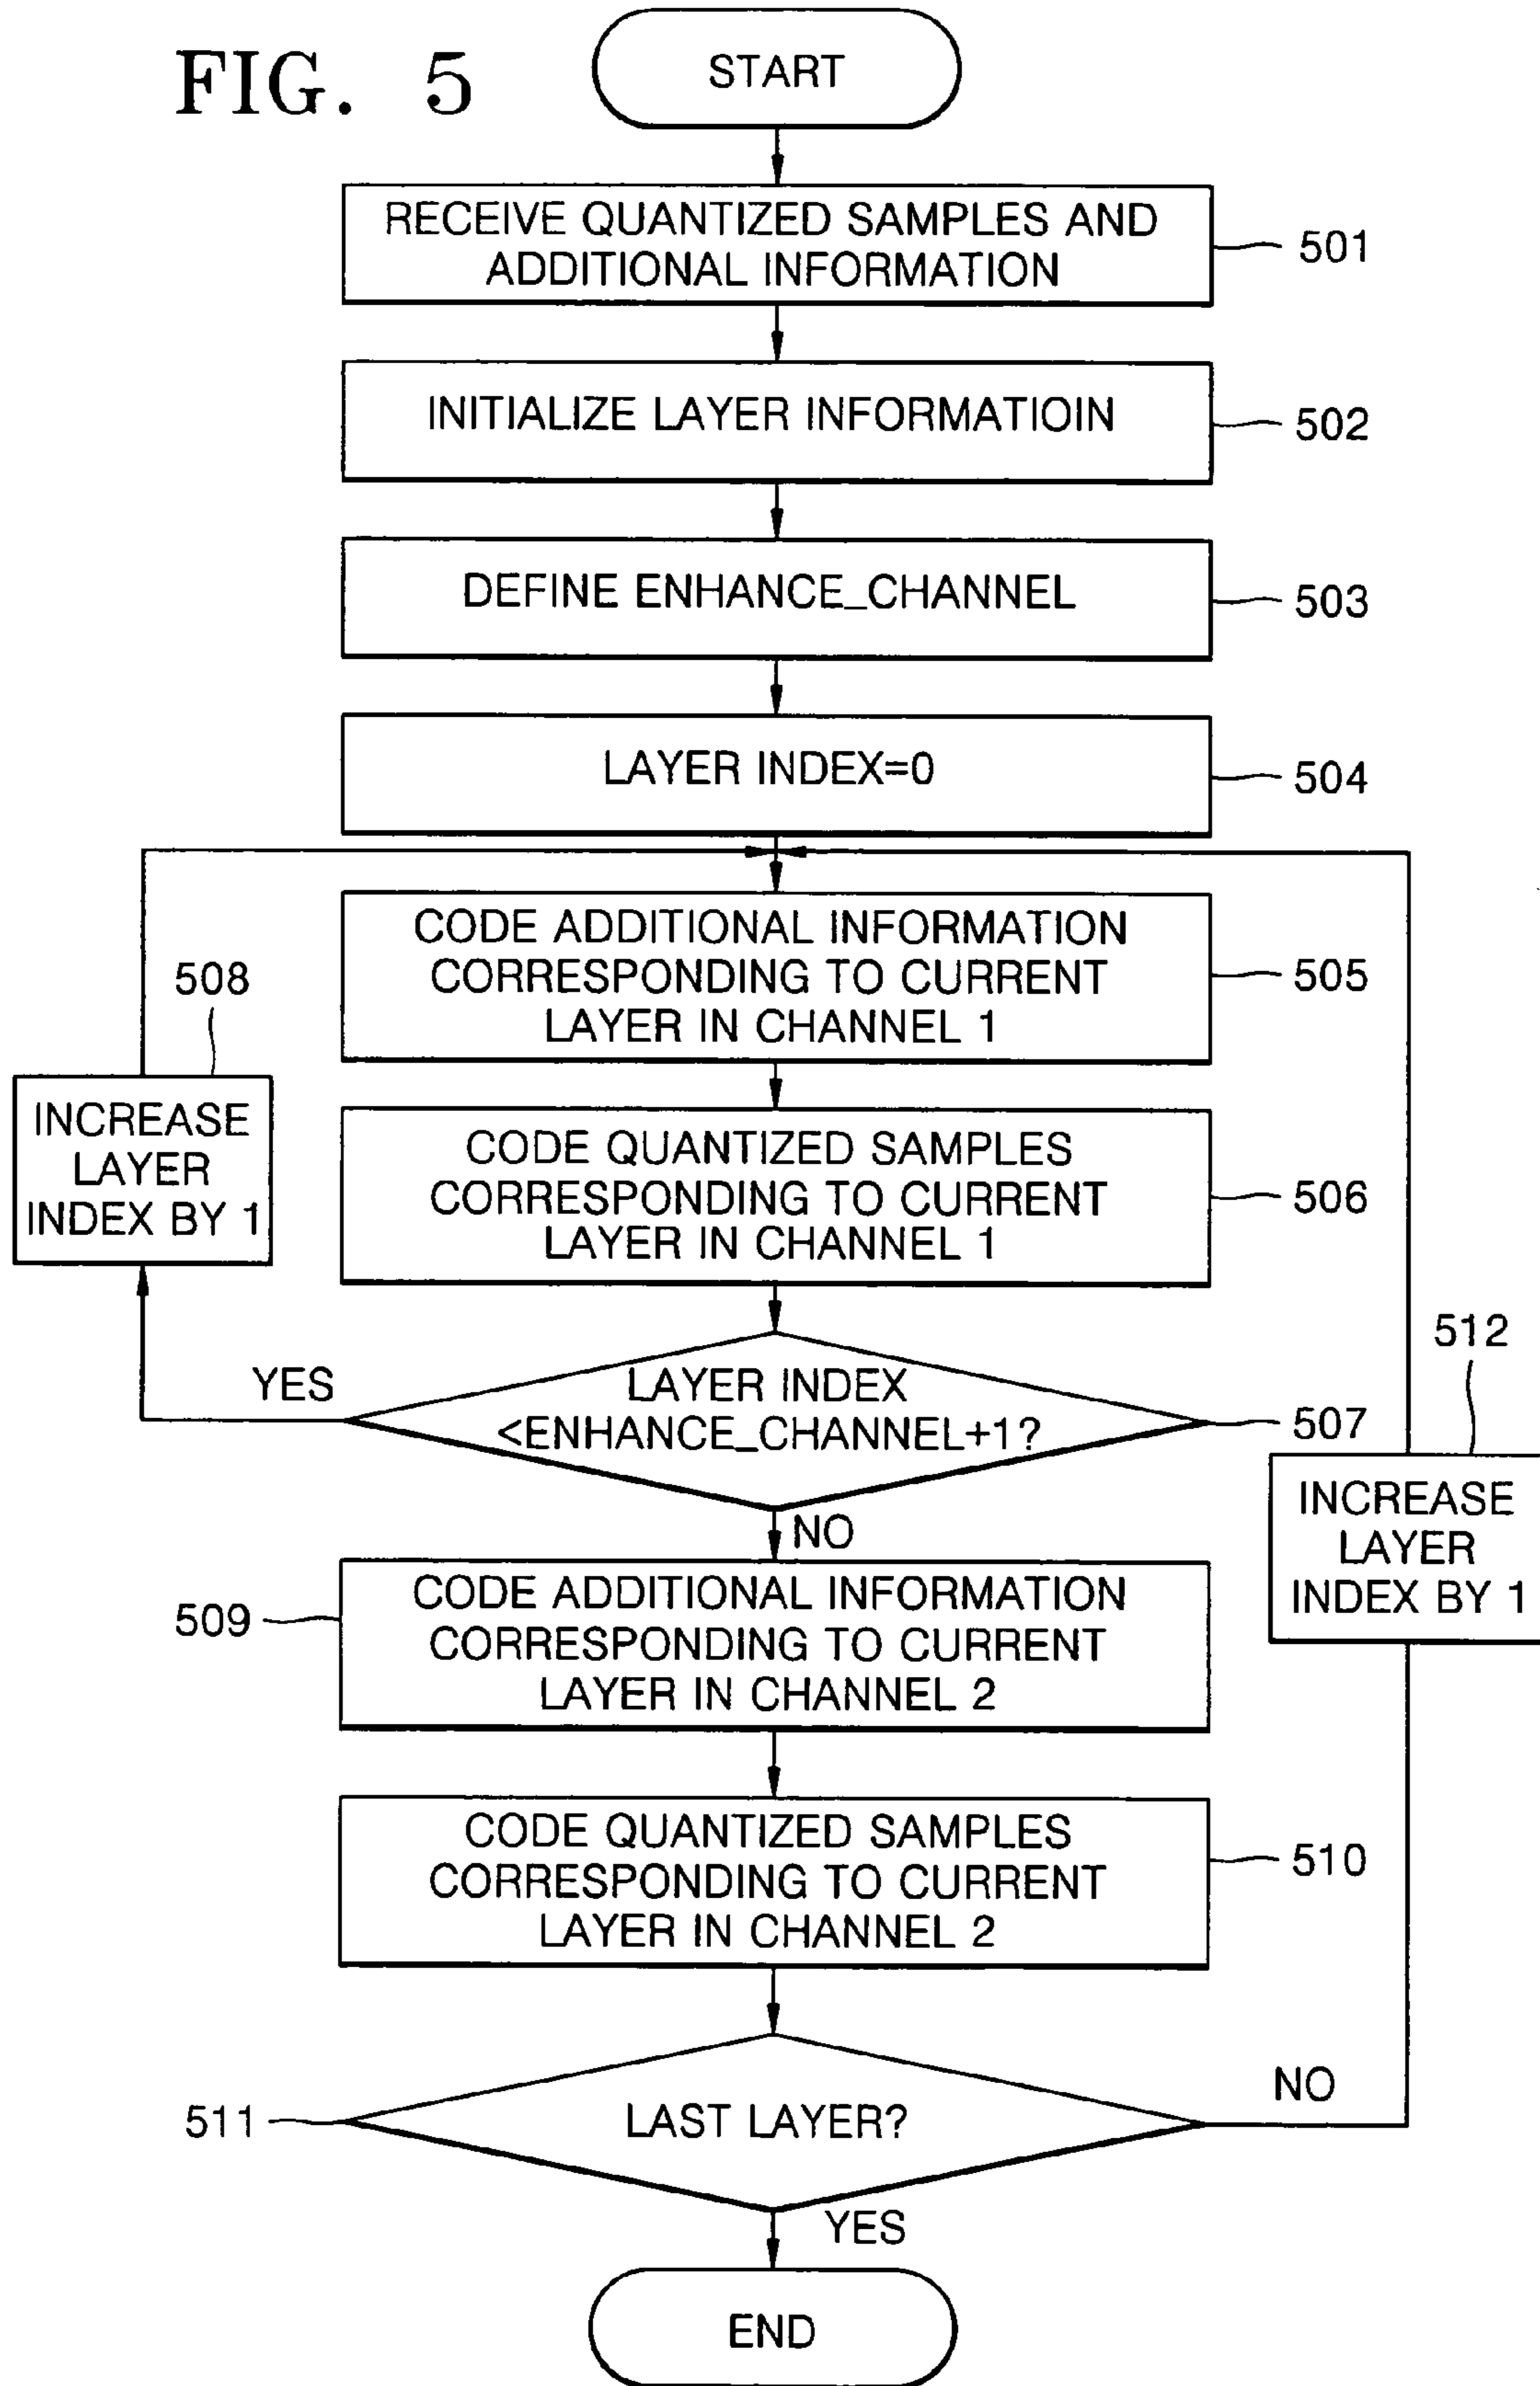 FIG. 5
START
RECEIVE QUANTIZED SAMPLES AND
ADDITIONAL INFORMATION
501
INITIALIZE LAYER INFORMATIOIN
502
DEFINE ENHANCE_CHANNEL
503
LAYER INDEX=0
504
CODE ADDITIONAL INFORMATION
CORRESPONDING TO CURRENT
LAYER IN CHANNEL 1
505
508
INCREASE
LAYER
INDEX BY 1
CODE QUANTIZED SAMPLES
CORRESPONDING TO CURRENT
LAYER IN CHANNEL 1
506
YES
LAYER INDEX
<ENHANCE_CHANNEL+1?
507
512
INCREASE
LAYER
INDEX BY 1
NO
CODE ADDITIONAL INFORMATION
CORRESPONDING TO CURRENT
LAYER IN CHANNEL 2
509
CODE QUANTIZED SAMPLES
CORRESPONDING TO CURRENT
LAYER IN CHANNEL 2
510
511
LAST LAYER?
NO
YES
END